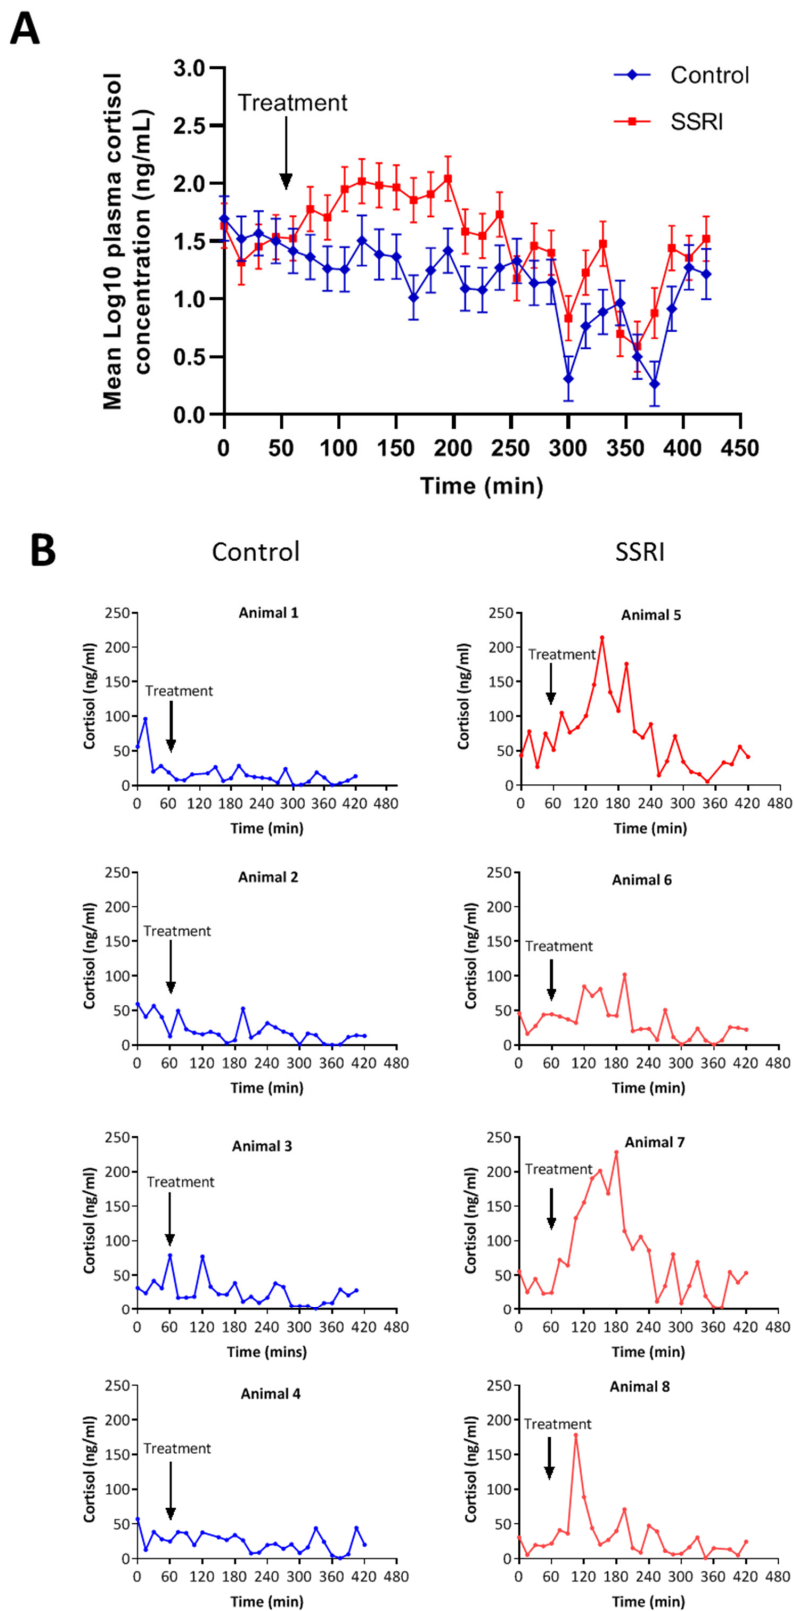 A
Mean Log10 plasma cortisol
concentration (ng/mL)
3.0
2.5
2.0
1.5
1.0
0.5
0.0
Treatment
Control
SSRI
0 50 100 150 200 250 300 350 400 450
Time (min)
B
Control
SSRI
Animal 1
Cortisol (ng/ml)
250
200
150
100
50
0
Treatment
0 60 120 180 240 300 360 420 480
Time (min)
Animal 5
Cortisol (ng/ml)
250
200
150
100
50
0
Treatment
0 60 120 180 240 300 360 420 480
Time (min)
Animal 2
Cortisol (ng/ml)
250
200
150
100
50
0
Treatment
0 60 120 180 240 300 360 420 480
Time (min)
Animal 6
Cortisol (ng/ml)
250
200
150
100
50
0
Treatment
0 60 120 180 240 300 360 420 480
Time (min)
Animal 3
Cortisol (ng/ml)
250
200
150
100
50
0
Treatment
0 60 120 180 240 300 360 420 480
Time (mins)
Animal 7
Cortisol (ng/ml)
250
200
150
100
50
0
Treatment
0 60 120 180 240 300 360 420 480
Time (min)
Animal 4
Cortisol (ng/ml)
250
200
150
100
50
0
Treatment
0 60 120 180 240 300 360 420 480
Time (min)
Animal 8
Cortisol (ng/ml)
250
200
150
100
50
0
Treatment
0 60 120 180 240 300 360 420 480
Time (min)